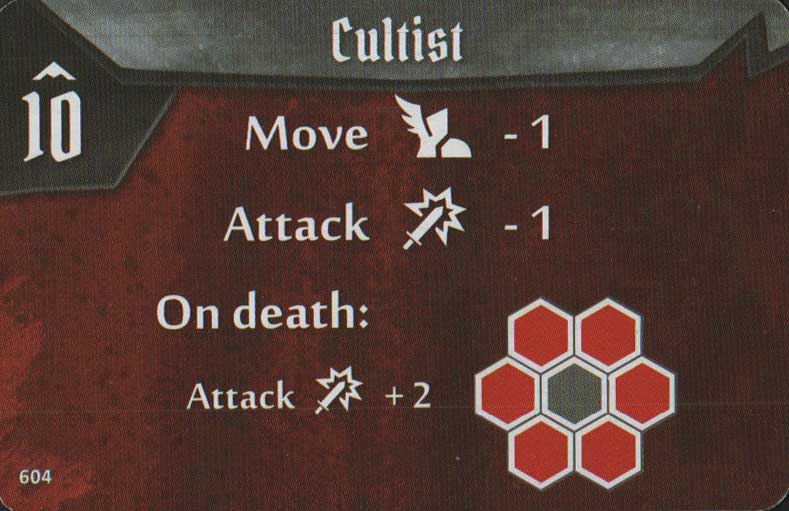 Cultist
10
Move - 1
Attack - 1
On death:
Attack + 2
604